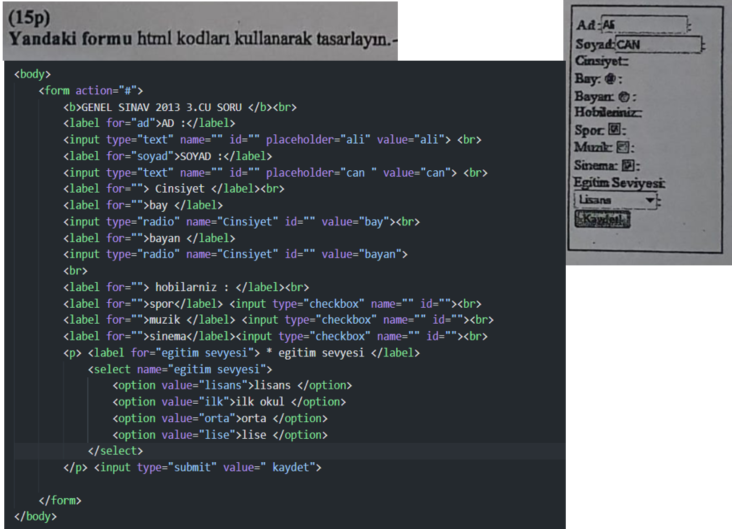 (15p)
Yandaki formu html kodları kullanarak tasarlayın.-
<body>
<form action="#">
<b>GENEL SINAV 2013 3.CU SORU </b><br>
<label for="ad">AD :</label>
<input type="text" name="" id="" placeholder="ali" value="ali"> <br>
<label for="soyad">SOYAD :</label>
<input type="text" name="" id="" placeholder="can " value="can"> <br>
<label for=""> Cinsiyet </label><br>
<label for="">bay </label>
<input type="radio" name="Cinsiyet" id="" value="bay"><br>
<label for="">bayan </label>
<input type="radio" name="Cinsiyet" id="" value="bayan">
<br>
<label for=""> hobilarniz : </label><br>
<label for="">spor</label> <input type="checkbox" name="" id=""><br>
<label for="">muzik </label> <input type="checkbox" name="" id=""><br>
<label for="">sinema</label><input type="checkbox" name="" id=""><br>
<p> <label for="egitim sevyesi"> * egitim sevyesi </label>
<select name="egitim sevyesi">
<option value="lisans">lisans </option>
<option value="ilk">ilk okul </option>
<option value="orta">orta </option>
<option value="lise">lise </option>
</select>
</p> <input type="submit" value=" kaydet">
</form>
</body>
Ad: Ali
Soyad: CAN
Cinsiyet:
Bay: :
Bayan: :
Hobileriniz:
Spor: :
Muzik: :
Sinema: :
Egitim Seviyesi:
Lisans
Kaydet